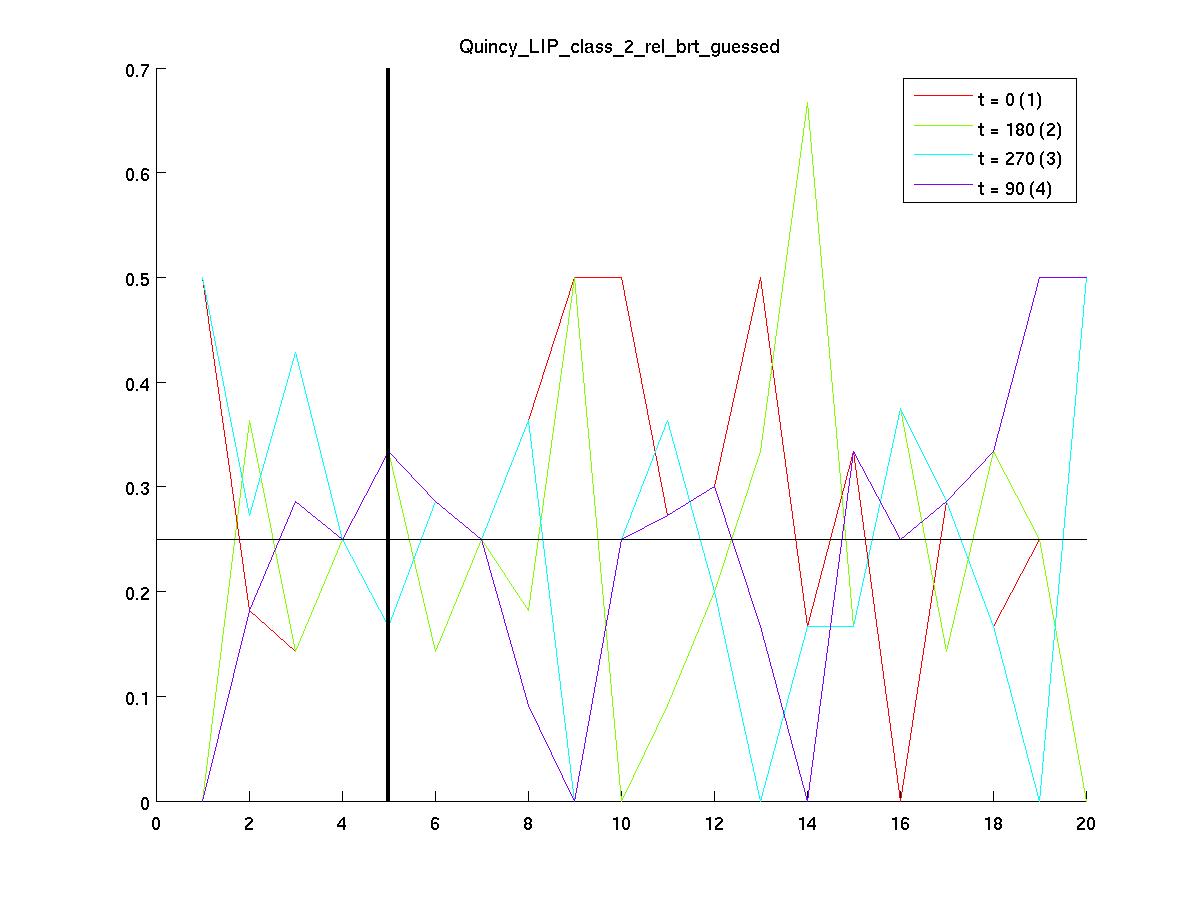 Quincy_LIP_class_2_rel_brt_guessed
t = 0 (1)
t = 180 (2)
t = 270 (3)
t = 90 (4)
0.7
0.6
0.5
0.4
0.3
0.2
0.1
0
0 2 4 6 8 10 12 14 16 18 20